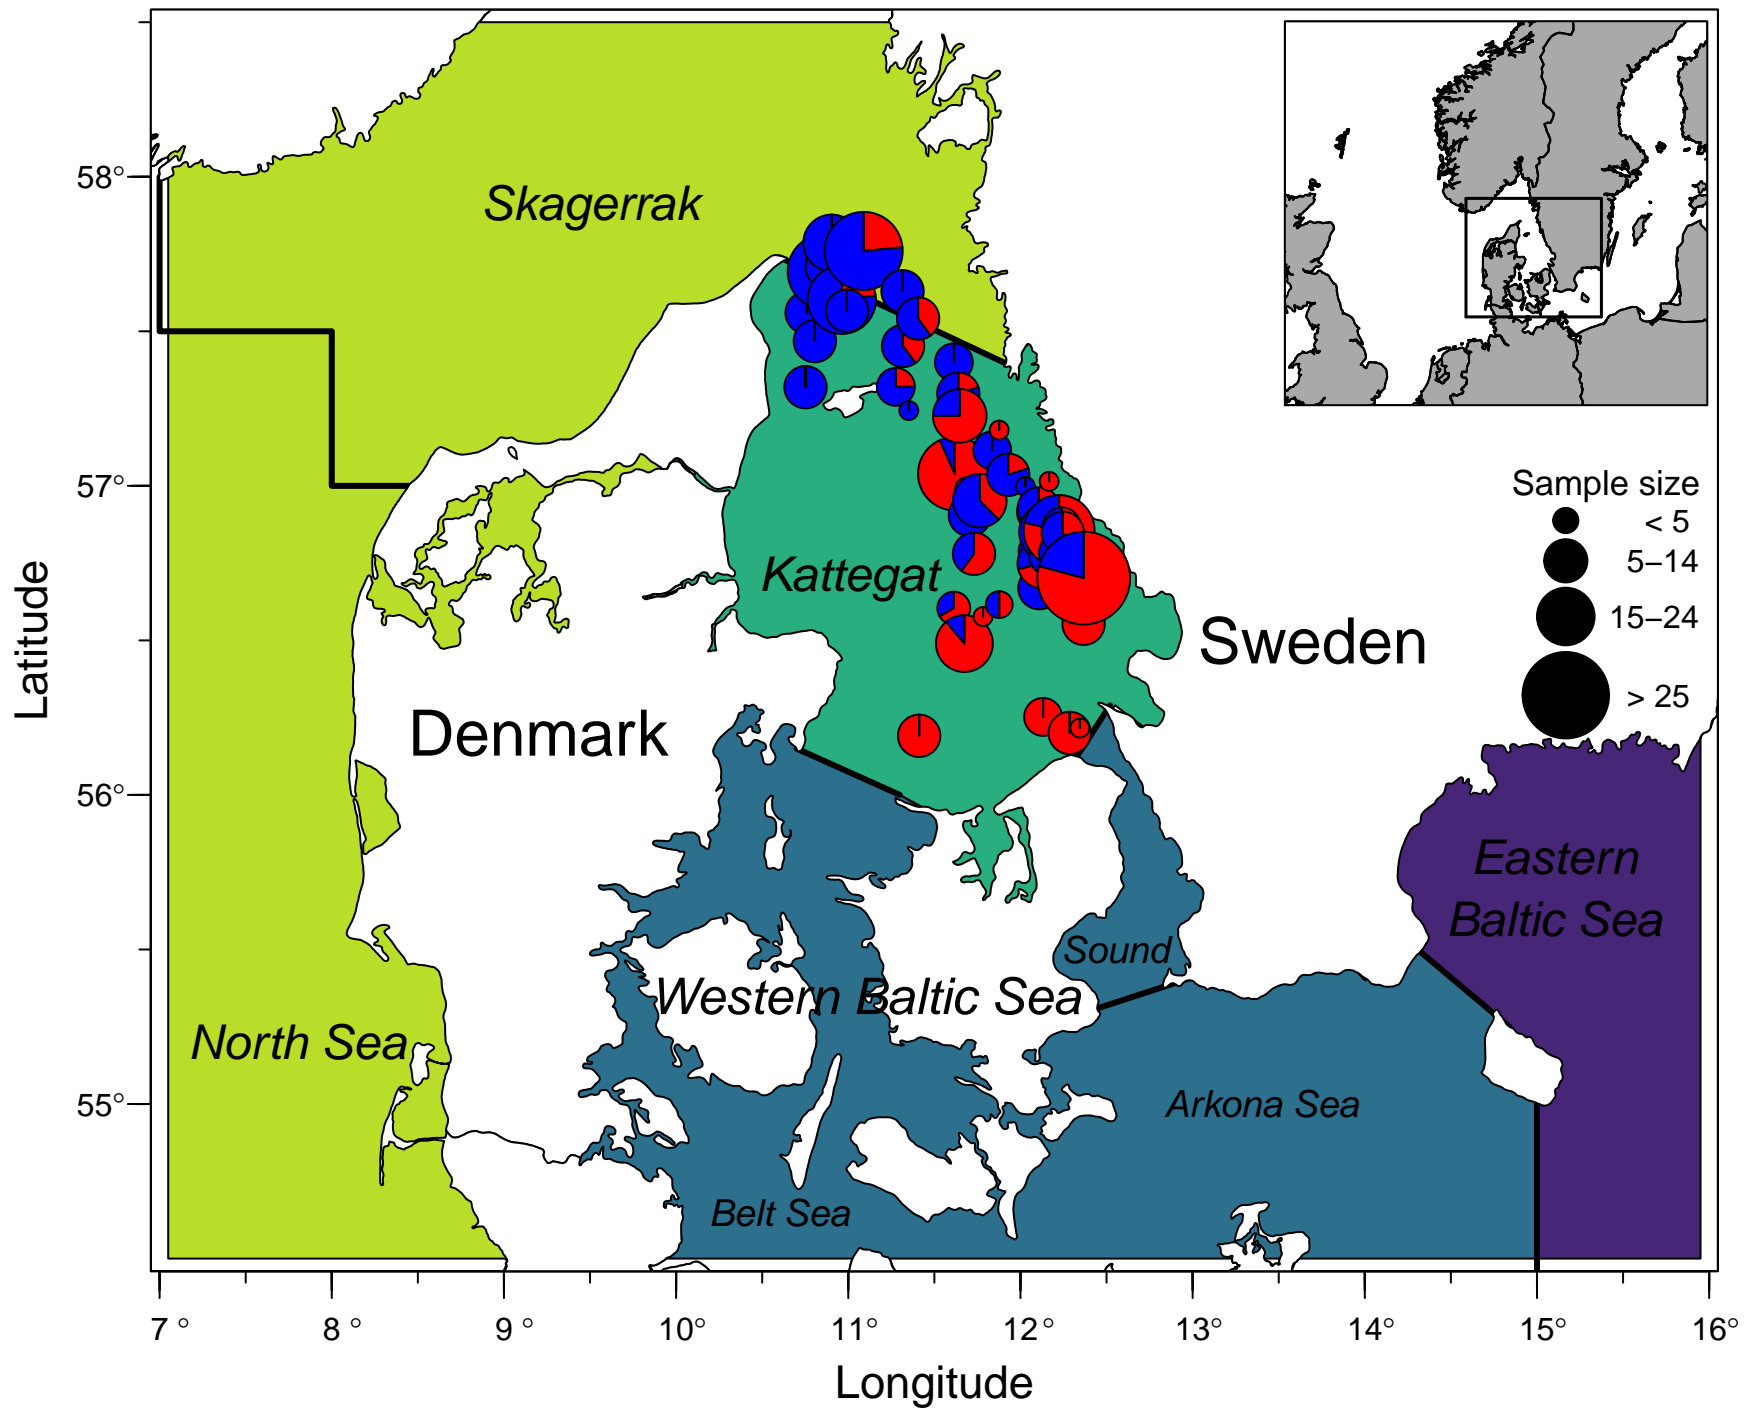 58°
57°
56°
55°
Latitude
Skagerrak
Kattegat
Sweden
Denmark
Sample size
< 5
5–14
15–24
> 25
Eastern
Baltic Sea
Sound
Western Baltic Sea
North Sea
Arkona Sea
Belt Sea
7 °
8 °
9 °
10°
11°
12°
13°
14°
15°
16°
Longitude